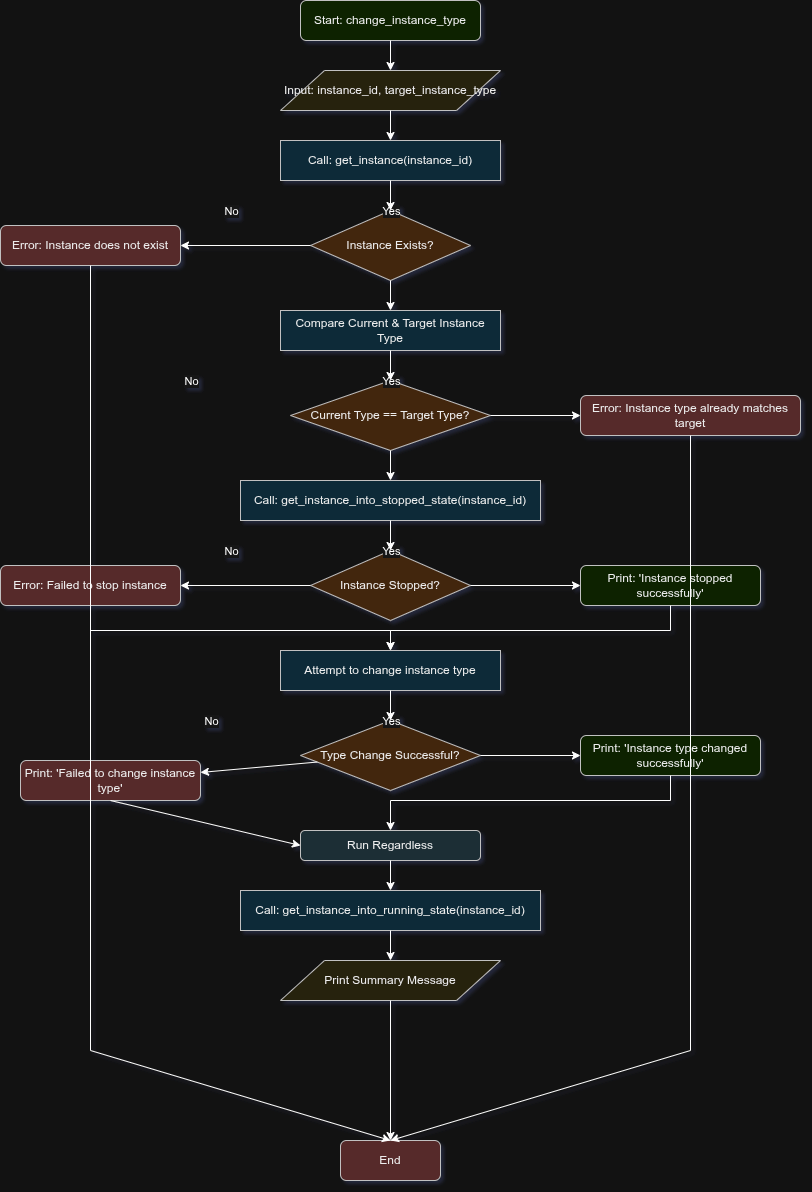 Start: change_instance_type
Input: instance_id, target_instance_type
Call: get_instance(instance_id)
No
Yes
Error: Instance does not exist
Instance Exists?
Compare Current & Target Instance
Type
No
Yes
Current Type == Target Type?
Error: Instance type already matches
target
Call: get_instance_into_stopped_state(instance_id)
No
Yes
Error: Failed to stop instance
Instance Stopped?
Print: 'Instance stopped
successfully'
Attempt to change instance type
No
Yes
Type Change Successful?
Print: 'Instance type changed
successfully'
Print: 'Failed to change instance
type'
Run Regardless
Call: get_instance_into_running_state(instance_id)
Print Summary Message
End